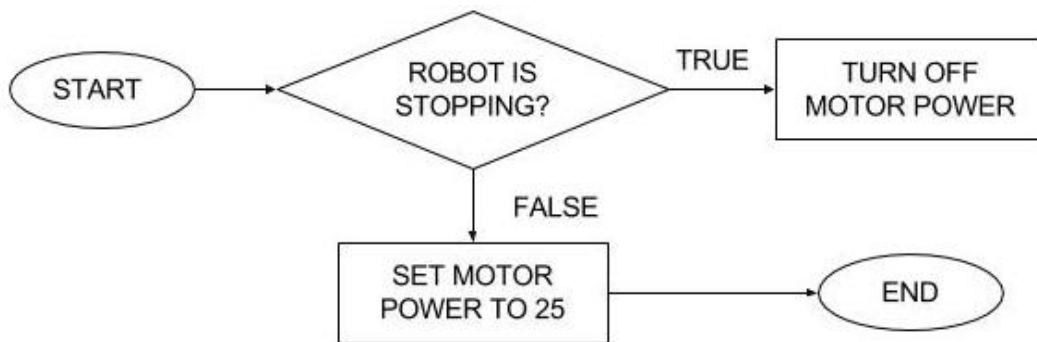 START
ROBOT IS
STOPPING?
TRUE
TURN OFF
MOTOR POWER
FALSE
SET MOTOR
POWER TO 25
END